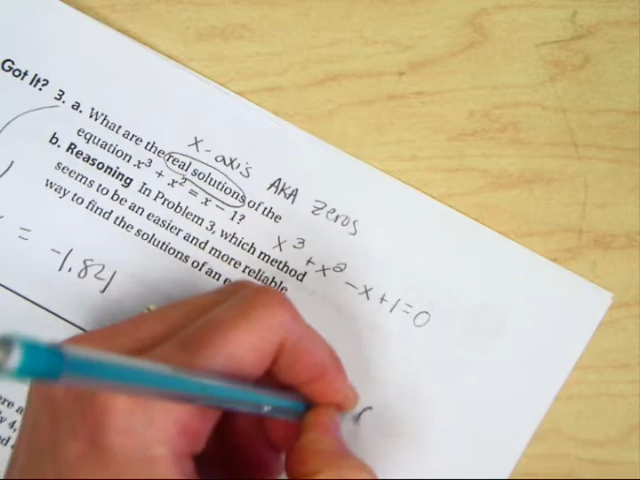 Got It? 3. a. What are the real solutions of the
equation x³ + x² = x − 1?
b. Reasoning In Problem 3, which method
seems to be an easier and more reliable
way to find the solutions of an
x-axis AKA zeros
x³ + x² − x + 1 = 0
= -1.84